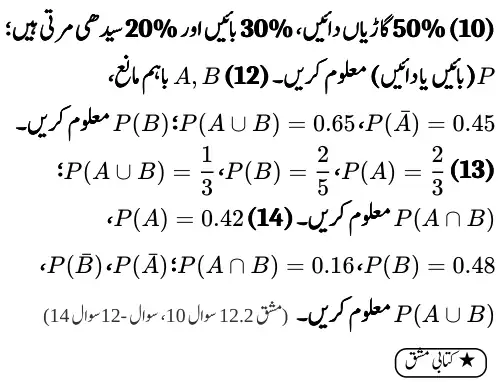 (10) 50% گاڑیاں دائیں، 30% بائیں اور 20% سیدھی مڑتی ہیں؛
P(بائیں یا دائیں) معلوم کریں۔ (12) A, B باہم مانع،
P(Ā) = 0.45، P(A ∪ B) = 0.65؛ P(B) معلوم کریں۔
(13) P(A) = 2/3، P(B) = 2/5، P(A ∪ B) = 1/3؛
P(A ∩ B) معلوم کریں۔ (14) P(A) = 0.42،
P(B) = 0.48، P(A ∩ B) = 0.16؛ P(Ā)، P(B̄)،
P(A ∪ B) معلوم کریں۔ (مشق 12.2 سوال 10، سوال -12 سوال 14)
★ کتابی مشق